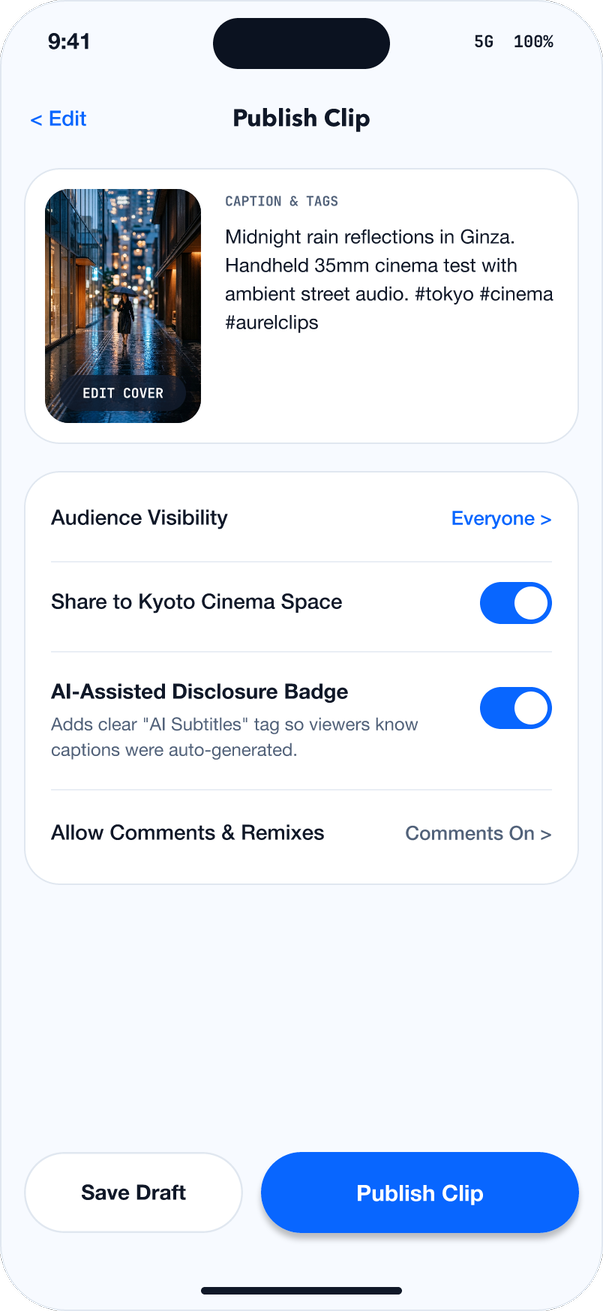 9:41
5G 100%
< Edit
Publish Clip
CAPTION & TAGS
Midnight rain reflections in Ginza.
Handheld 35mm cinema test with
ambient street audio. #tokyo #cinema
#aurelclips
EDIT COVER
Audience Visibility
Everyone >
Share to Kyoto Cinema Space
AI-Assisted Disclosure Badge
Adds clear "AI Subtitles" tag so viewers know
captions were auto-generated.
Allow Comments & Remixes
Comments On >
Save Draft
Publish Clip